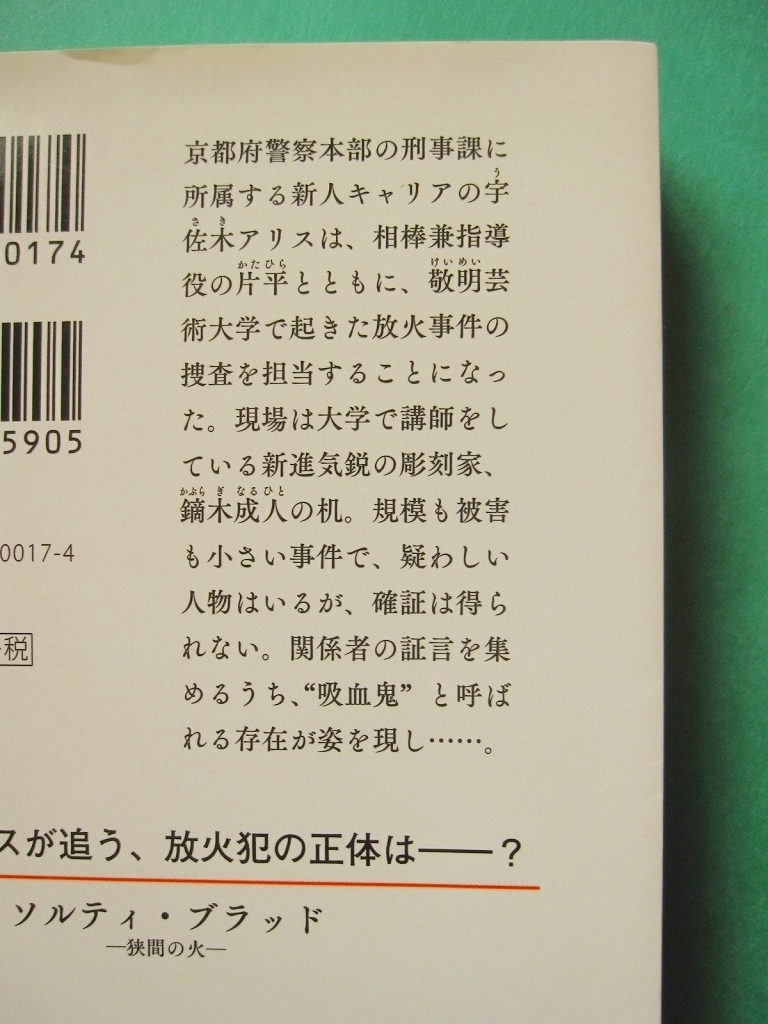 0174
5905
0017-4
税
京都府警察本部の刑事課に
所属する新人キャリアの宇
佐木アリスは、相棒兼指導
役の片平とともに、敬明芸
術大学で起きた放火事件の
捜査を担当することになっ
た。現場は大学で講師をし
ている新進気鋭の彫刻家、
鏑木成人の机。規模も被害
も小さい事件で、疑わしい
人物はいるが、確証は得ら
れない。関係者の証言を集
めるうち、“吸血鬼”と呼ば
れる存在が姿を現し……。
スが追う、放火犯の正体は——？
ソルティ・ブラッド
―狭間の火―